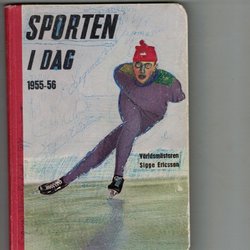 SPORTEN
I DAG
1955-56
Världsmästaren
Sigge Ericsson